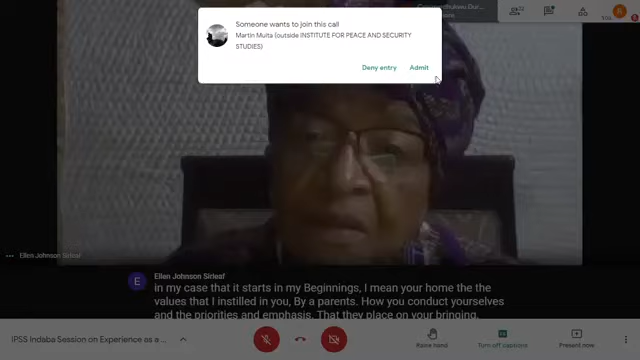 Someone wants to join this call
Martin Muita (outside INSTITUTE FOR PEACE AND SECURITY
STUDIES)
Deny entry
Admit
Ellen Johnson Sirleaf
E
Ellen Johnson Sirleaf
in my case that it starts in my Beginnings, I mean your home the the
values that I instilled in you, By a parents. How you conduct yourselves
and the priorities and emphasis. That they place on your bringing.
IPSS Indaba Session on Experience as a ...
Raise hand
Turn off captions
Present now